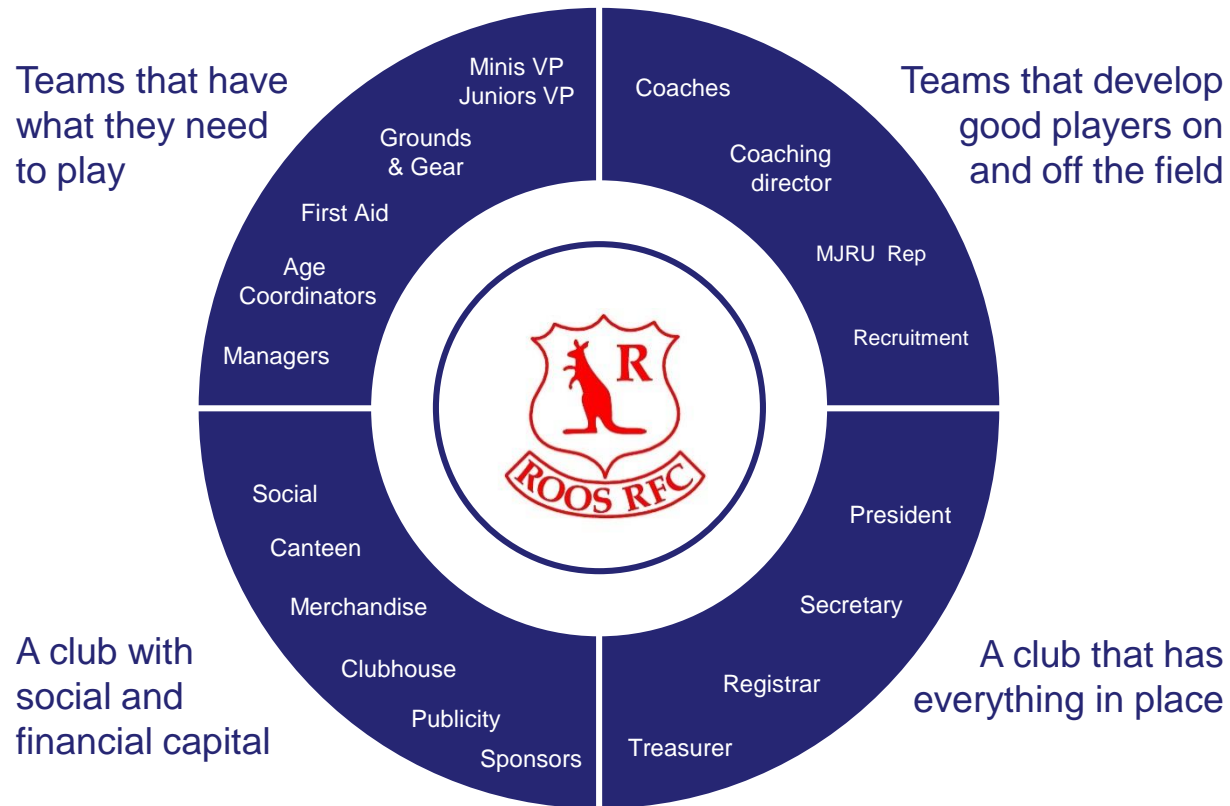 Teams that have
what they need
to play
Minis VP
Juniors VP
Grounds
& Gear
First Aid
Age
Coordinators
Managers
Coaches
Coaching
director
MJRU Rep
Recruitment
Teams that develop
good players on
and off the field
R
ROOS RFC
Social
Canteen
Merchandise
Clubhouse
Publicity
Sponsors
A club with
social and
financial capital
President
Secretary
Registrar
Treasurer
A club that has
everything in place